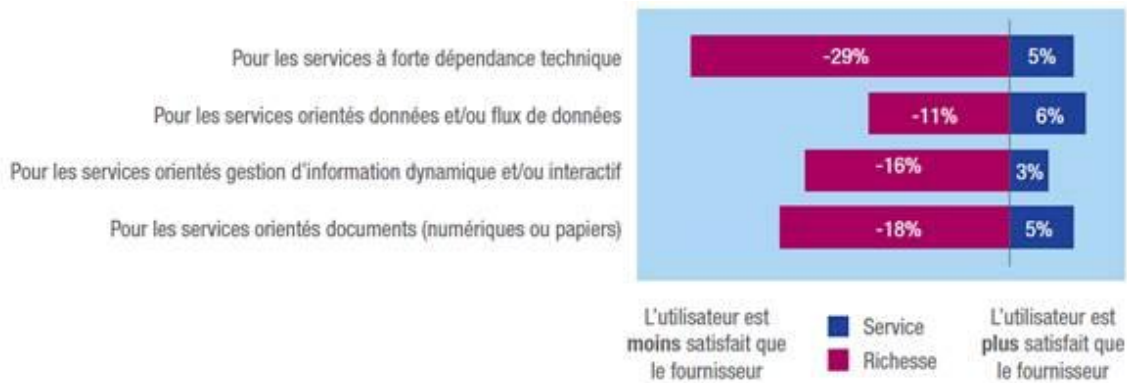 Pour les services à forte dépendance technique -29% 5%
Pour les services orientés données et/ou flux de données -11% 6%
Pour les services orientés gestion d'information dynamique et/ou interactif -16% 3%
Pour les services orientés documents (numériques ou papiers) -18% 5%
L'utilisateur est
moins satisfait que
le fournisseur
Service
Richesse
L'utilisateur est
plus satisfait que
le fournisseur